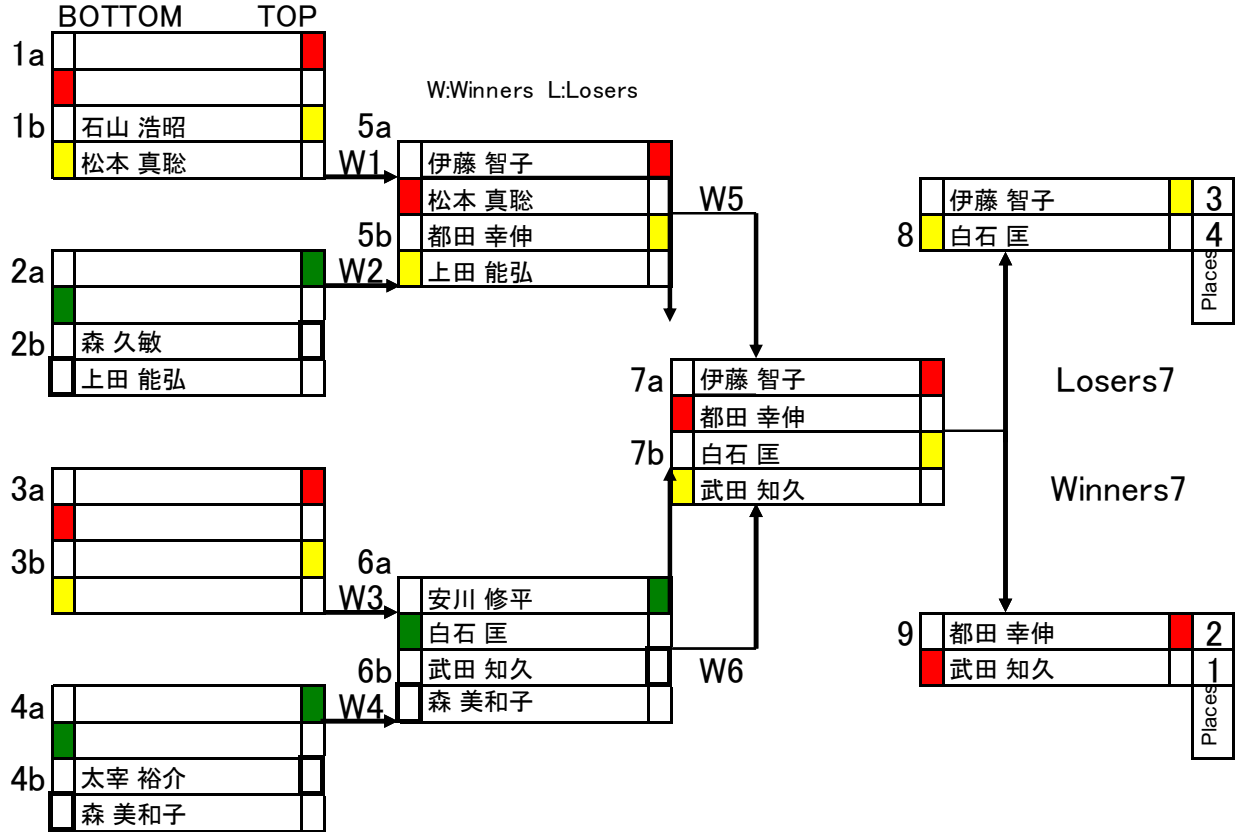 BOTTOM TOP
1a
W:Winners L:Losers
1b 石山 浩昭
松本 真聡
5a
W1
伊藤 智子
松本 真聡
5b 都田 幸伸
上田 能弘
W5
伊藤 智子 3
8 白石 匡 4
Places
2a
W2
2b 森 久敏
上田 能弘
7a 伊藤 智子
都田 幸伸
7b 白石 匡
武田 知久
Losers7
Winners7
3a
3b
6a
W3
安川 修平
白石 匡
6b 武田 知久
森 美和子
W6
9 都田 幸伸 2
武田 知久 1
Places
4a
W4
4b 太宰 裕介
森 美和子